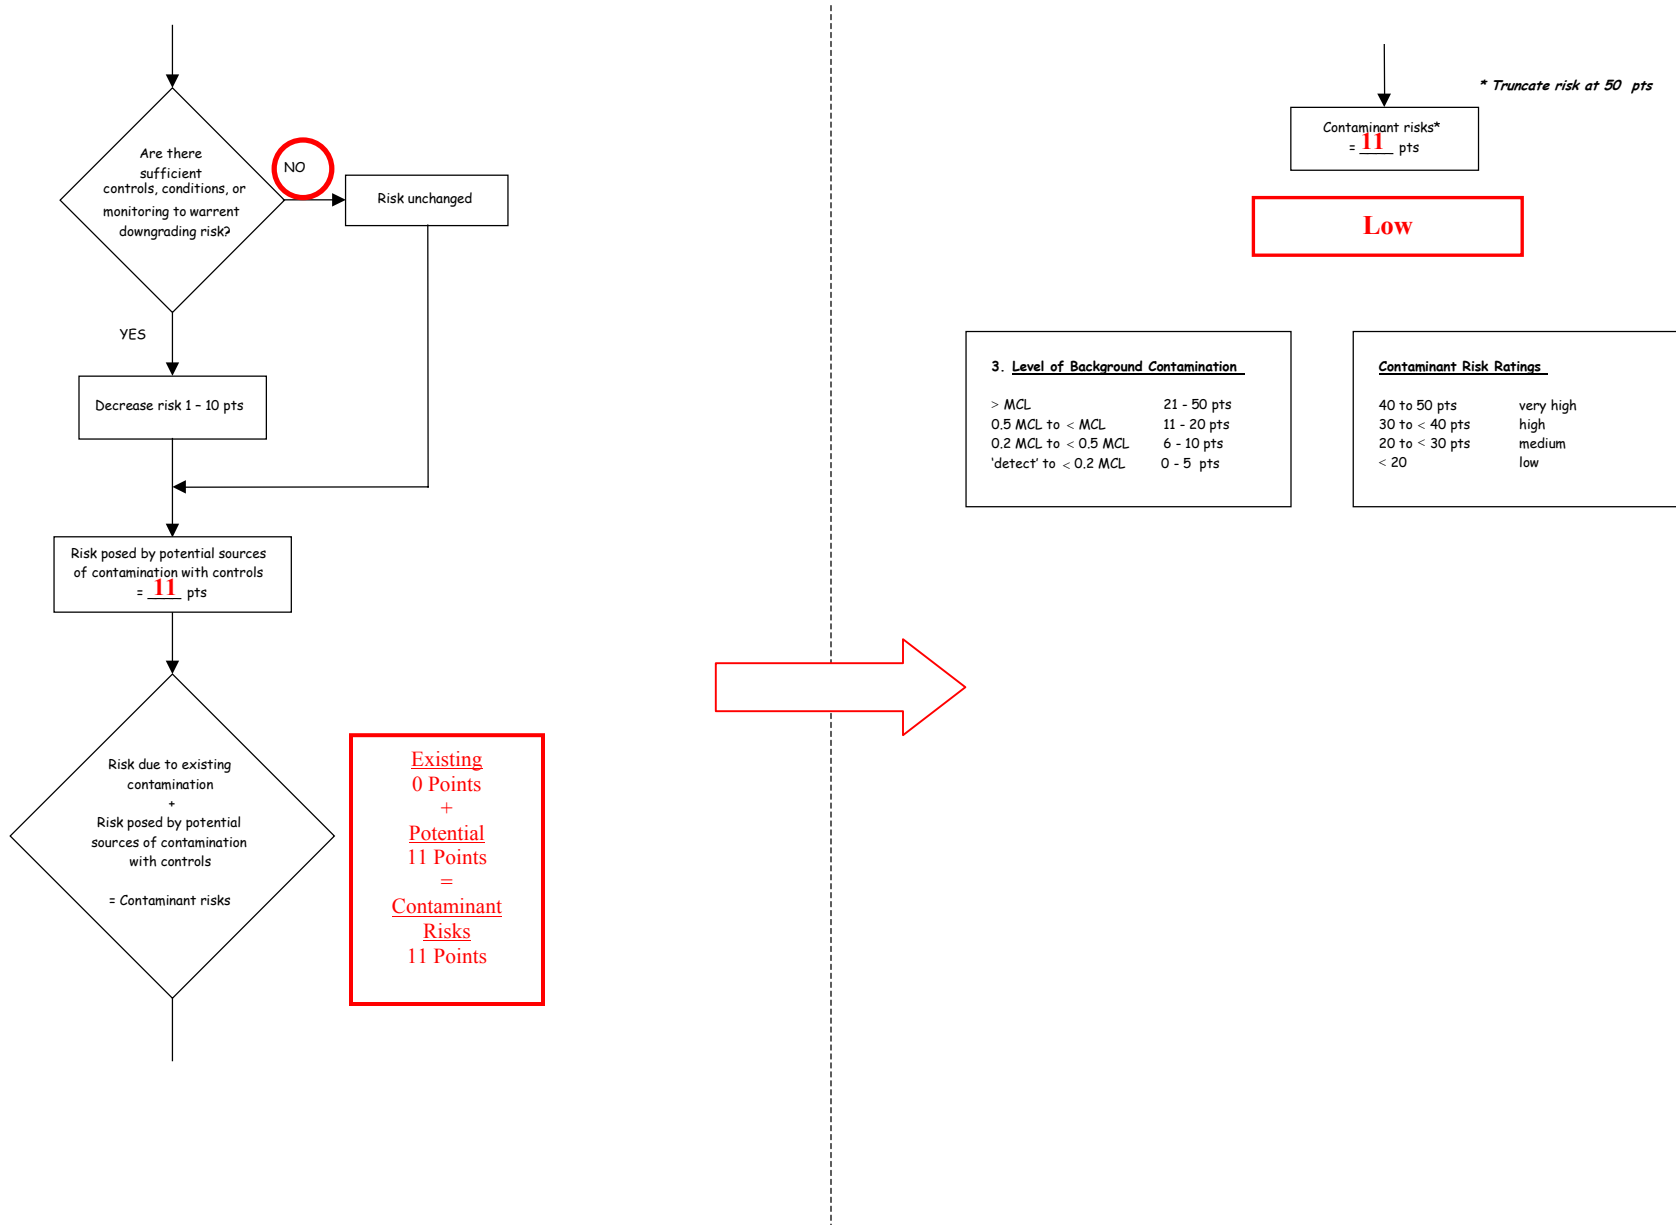 Are there
sufficient
controls, conditions, or
monitoring to warrent
downgrading risk?
NO
Risk unchanged
YES
Decrease risk 1 – 10 pts
Risk posed by potential sources
of contamination with controls
= 11 pts
Risk due to existing
contamination
+
Risk posed by potential
sources of contamination
with controls
= Contaminant risks
Existing
0 Points
+
Potential
11 Points
=
Contaminant
Risks
11 Points
* Truncate risk at 50 pts
Contaminant risks*
= 11 pts
Low
3. Level of Background Contamination
> MCL 21 - 50 pts
0.5 MCL to < MCL 11 - 20 pts
0.2 MCL to < 0.5 MCL 6 - 10 pts
'detect' to < 0.2 MCL 0 - 5 pts
Contaminant Risk Ratings
40 to 50 pts very high
30 to < 40 pts high
20 to < 30 pts medium
< 20 low